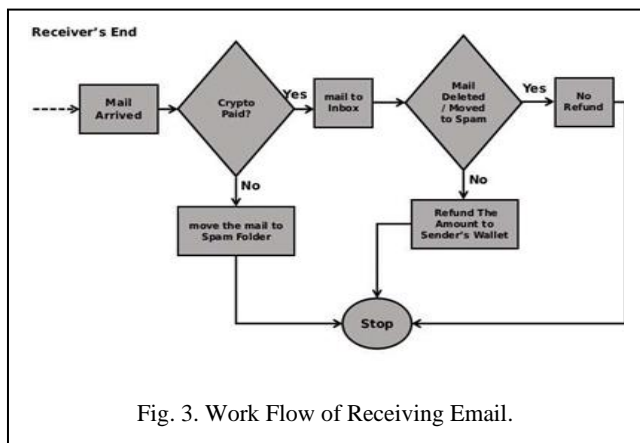 Receiver's End
Mail
Arrived
Crypto
Paid?
Yes
mail to
Inbox
Mail
Deleted
/ Moved
to Spam
Yes
No
Refund
No
move the mail to
Spam Folder
No
Refund The
Amount to
Sender's Wallet
Stop
Fig. 3. Work Flow of Receiving Email.